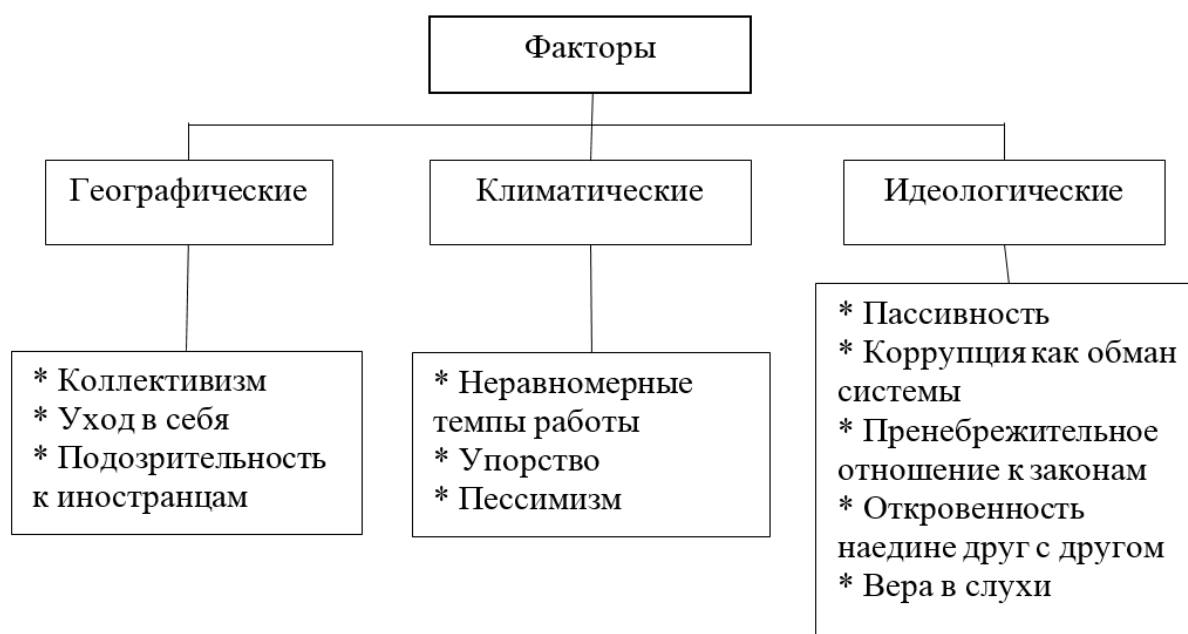 Факторы
Географические
Климатические
Идеологические
* Коллективизм
* Уход в себя
* Подозрительность
к иностранцам
* Неравномерные
темпы работы
* Упорство
* Пессимизм
* Пассивность
* Коррупция как обман
системы
* Пренебрежительное
отношение к законам
* Откровенность
наедине друг с другом
* Вера в слухи